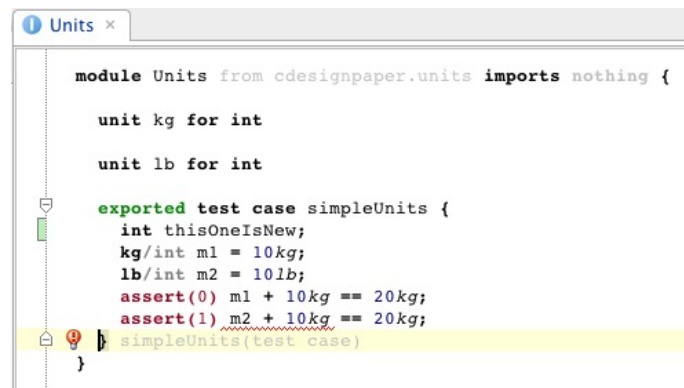 Units ×
module Units from cdesignpaper.units imports nothing {
unit kg for int
unit lb for int
exported test case simpleUnits {
int thisOneIsNew;
kg/int m1 = 10kg;
lb/int m2 = 10lb;
assert(0) m1 + 10kg == 20kg;
assert(1) m2 + 10kg == 20kg;
} simpleUnits(test case)
}